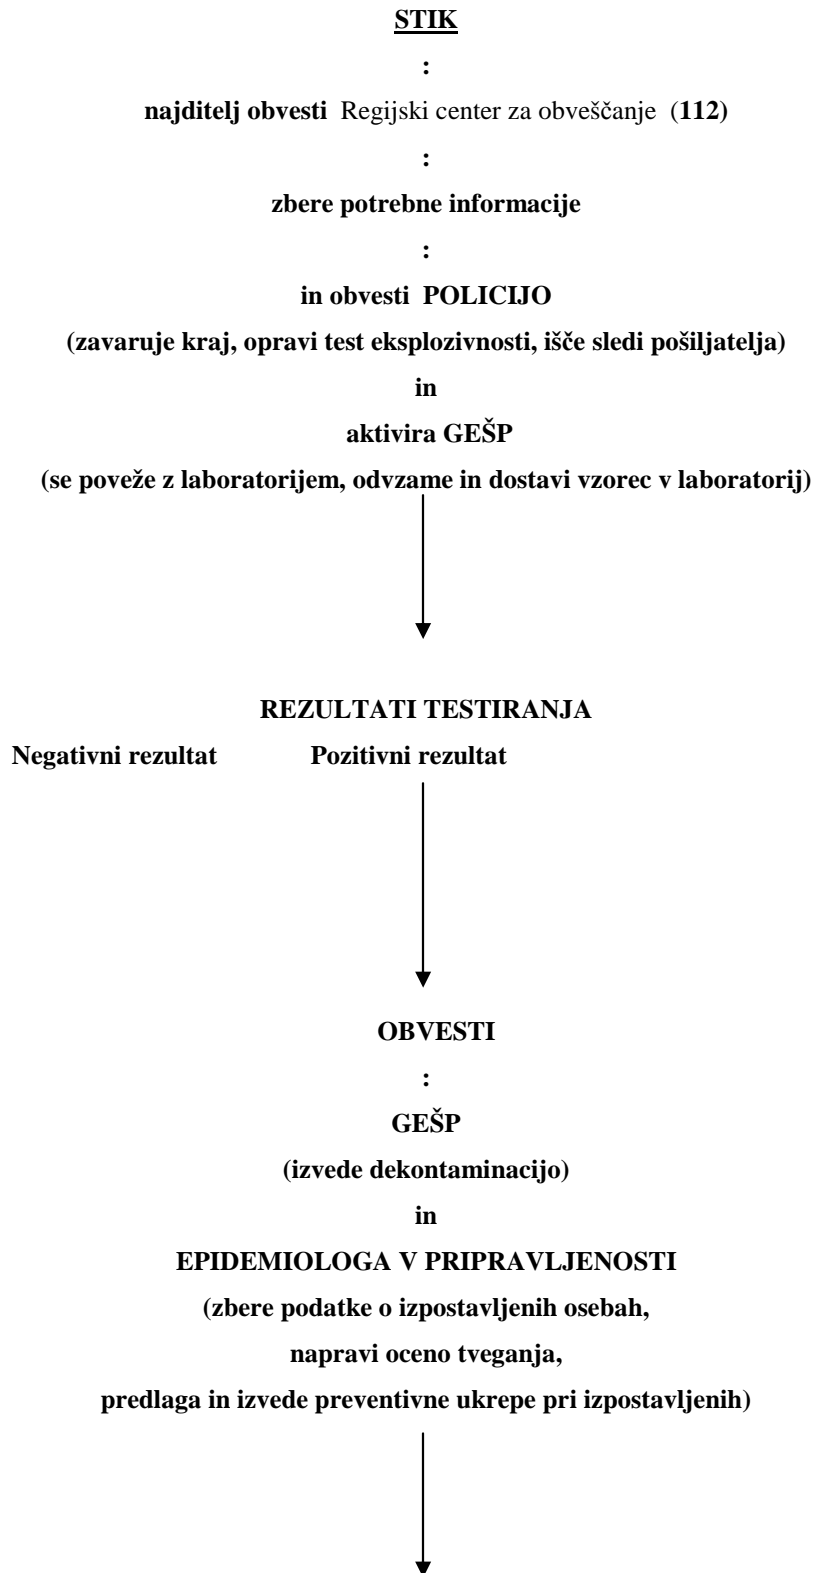 STIK
:
najditelj obvesti Regijski center za obveščanje (112)
:
zbere potrebne informacije
:
in obvesti POLICIJO
(zavaruje kraj, opravi test eksplozivnosti, išče sledi pošiljatelja)
in
aktivira GEŠP
(se poveže z laboratorijem, odvzame in dostavi vzorec v laboratorij)
REZULTATI TESTIRANJA
Negativni rezultat Pozitivni rezultat
OBVESTI
:
GEŠP
(izvede dekontaminacijo)
in
EPIDEMIOLOGA V PRIPRAVLJENOSTI
(zbere podatke o izpostavljenih osebah,
napravi oceno tveganja,
predlaga in izvede preventivne ukrepe pri izpostavljenih)